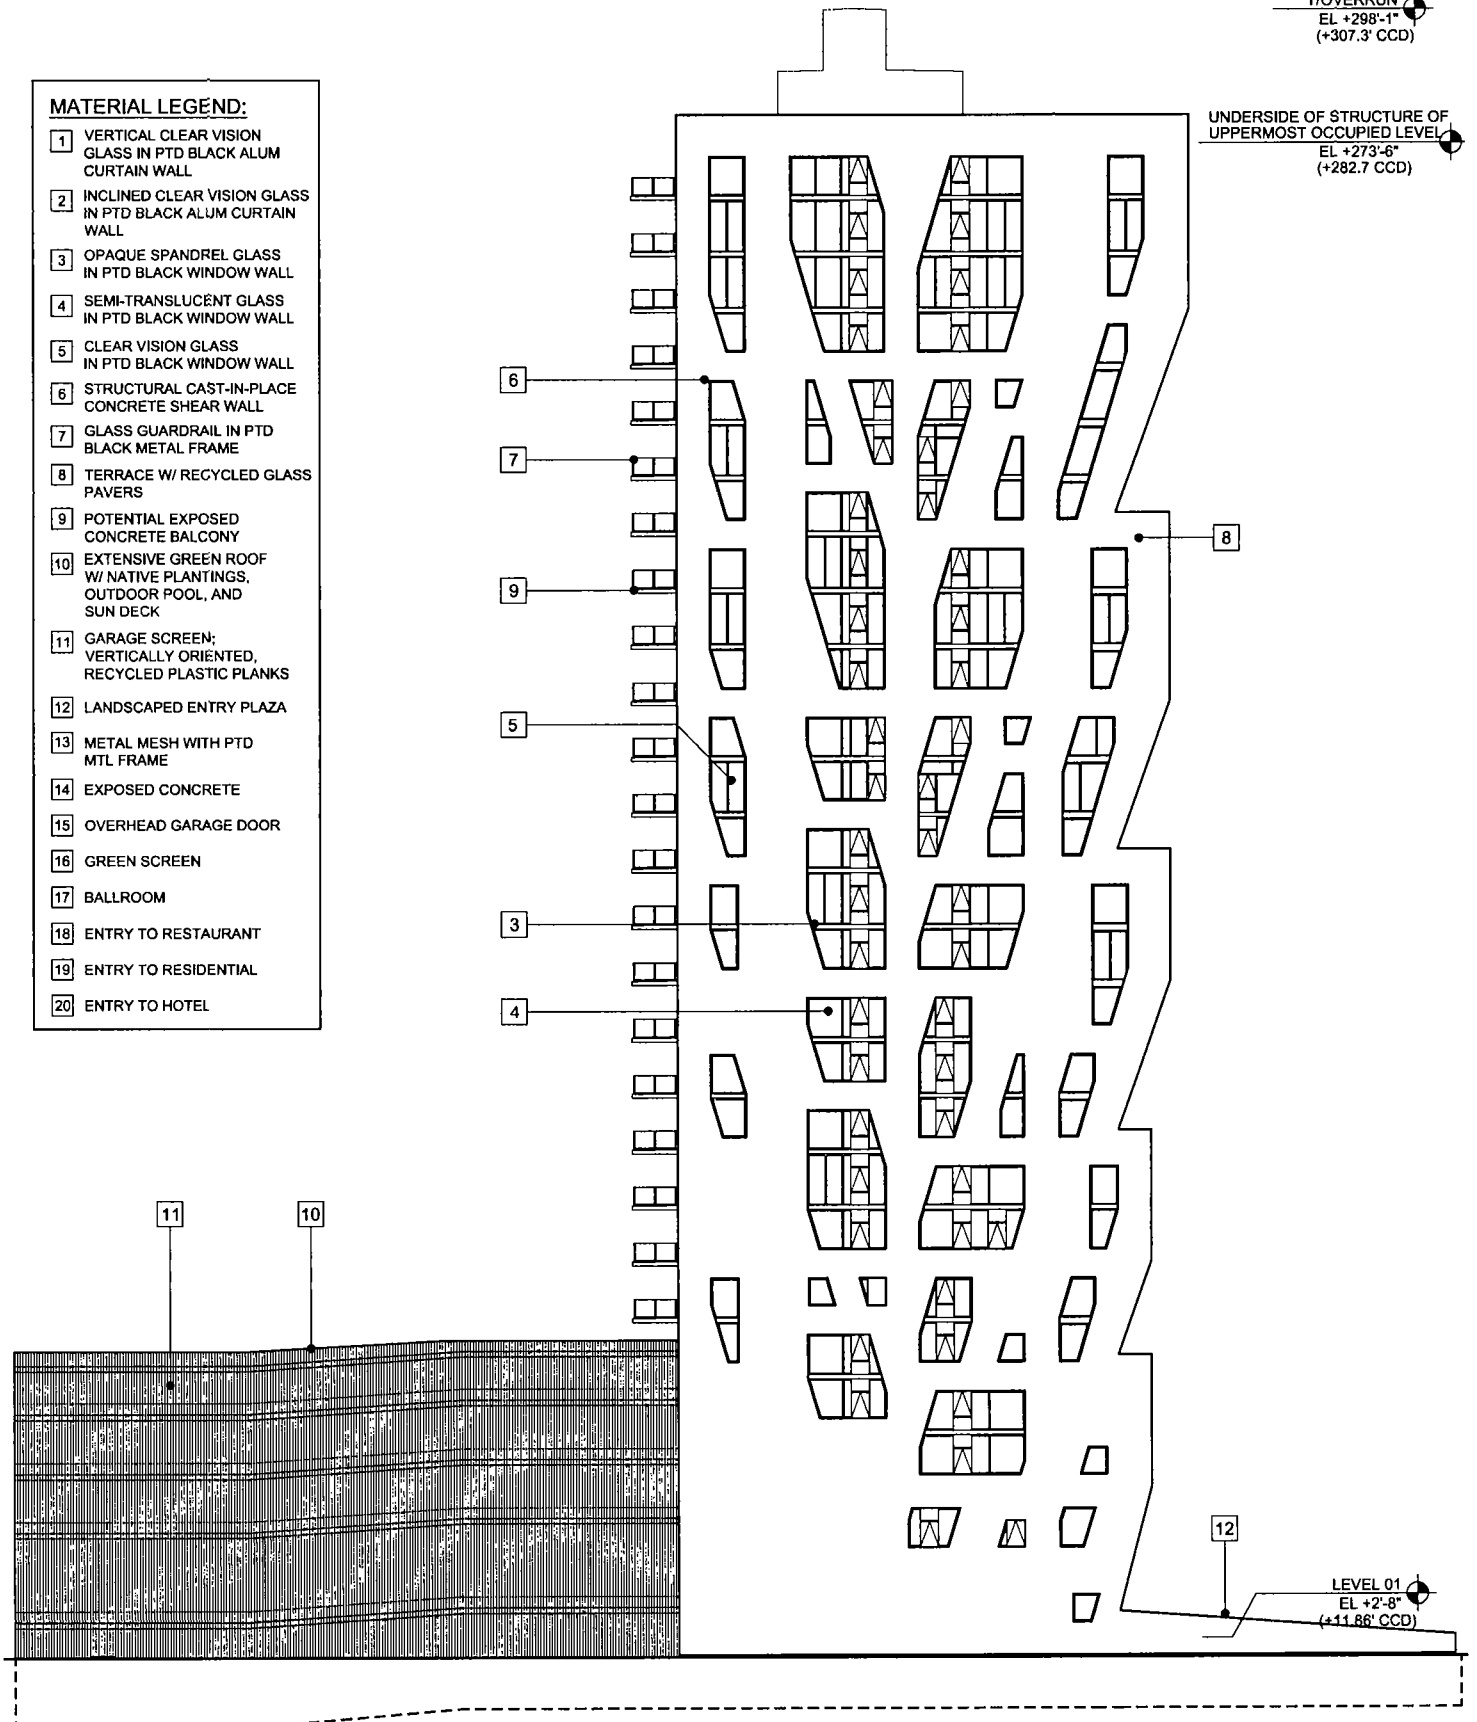 T/OVERRUN
EL +298'-1"
(+307.3' CCD)
UNDERSIDE OF STRUCTURE OF
UPPERMOST OCCUPIED LEVEL
EL +273'-6"
(+282.7 CCD)
MATERIAL LEGEND:
1 VERTICAL CLEAR VISION
GLASS IN PTD BLACK ALUM
CURTAIN WALL
2 INCLINED CLEAR VISION GLASS
IN PTD BLACK ALUM CURTAIN
WALL
3 OPAQUE SPANDREL GLASS
IN PTD BLACK WINDOW WALL
4 SEMI-TRANSLUCENT GLASS
IN PTD BLACK WINDOW WALL
5 CLEAR VISION GLASS
IN PTD BLACK WINDOW WALL
6 STRUCTURAL CAST-IN-PLACE
CONCRETE SHEAR WALL
7 GLASS GUARDRAIL IN PTD
BLACK METAL FRAME
8 TERRACE W/ RECYCLED GLASS
PAVERS
9 POTENTIAL EXPOSED
CONCRETE BALCONY
10 EXTENSIVE GREEN ROOF
W/ NATIVE PLANTINGS,
OUTDOOR POOL, AND
SUN DECK
11 GARAGE SCREEN;
VERTICALLY ORIENTED,
RECYCLED PLASTIC PLANKS
12 LANDSCAPED ENTRY PLAZA
13 METAL MESH WITH PTD
MTL FRAME
14 EXPOSED CONCRETE
15 OVERHEAD GARAGE DOOR
16 GREEN SCREEN
17 BALLROOM
18 ENTRY TO RESTAURANT
19 ENTRY TO RESIDENTIAL
20 ENTRY TO HOTEL
6
7
8
9
5
3
4
11
10
12
LEVEL 01
EL +2'-8"
(+11.86' CCD)